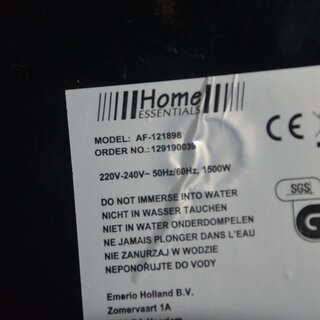 Home
ESSENTIALS
MODEL: AF-121898
ORDER NO.:129190039
220V-240V~ 50Hz/60Hz, 1500W
DO NOT IMMERSE INTO WATER
NICHT IN WASSER TAUCHEN
NIET IN WATER ONDERDOMPELEN
NE JAMAIS PLONGER DANS L'EAU
NIE ZANURZAJ W WODZIE
NEPONOŘUJTE DO VODY
Emerio Holland B.V.
Zomervaart 1A
CE
SGS